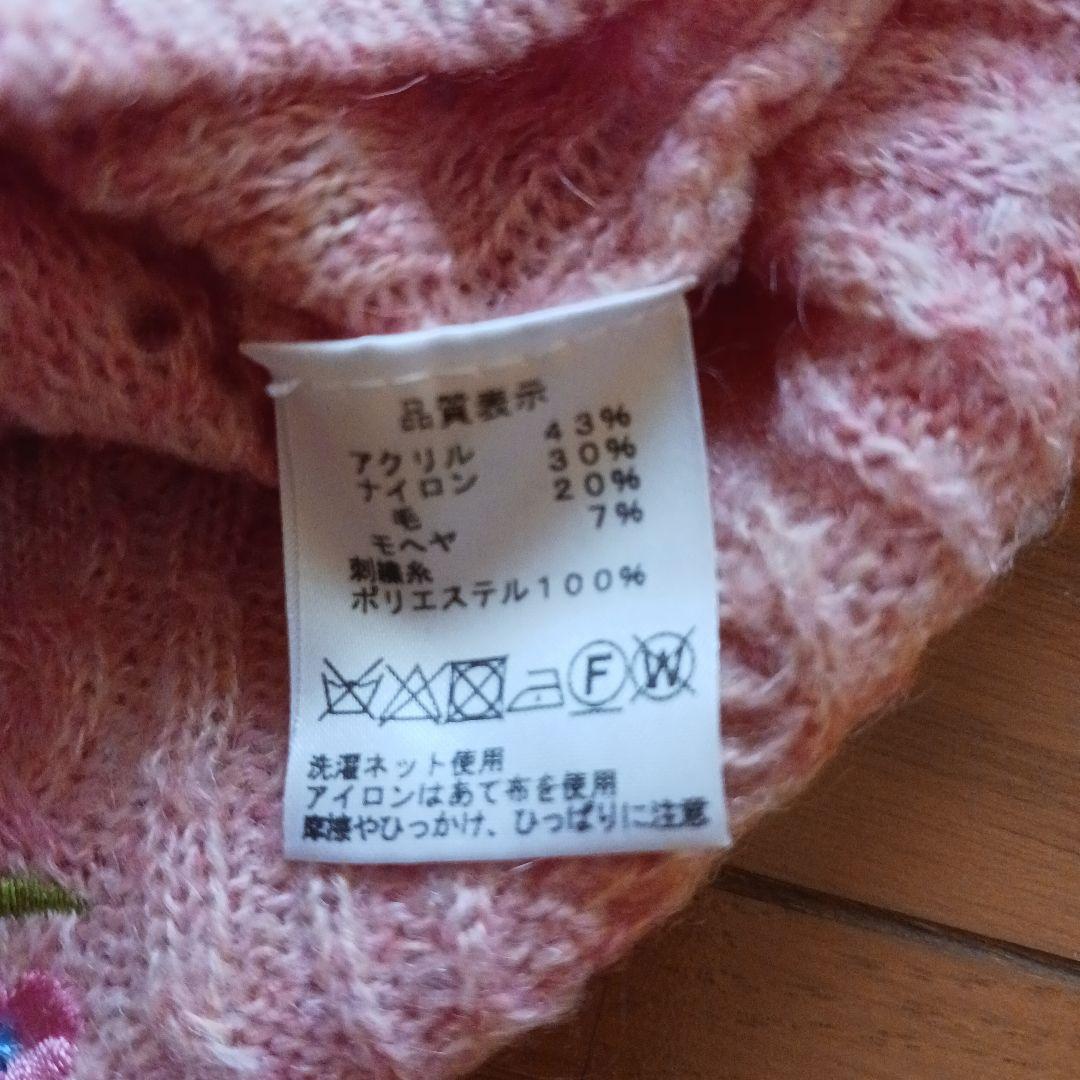 品質表示
アクリル 43%
ナイロン 30%
毛 20%
モヘヤ 7%
刺繍糸
ポリエステル100%
F W
洗濯ネット使用
アイロンはあて布を使用
摩擦やひっかけ、ひっぱりに注意